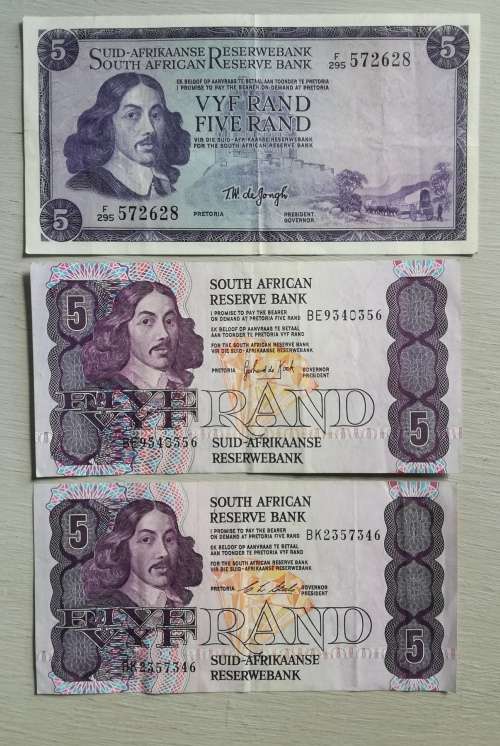 5
SUID-AFRIKAANSE RESERWEBANK
SOUTH AFRICAN RESERVE BANK
F/295 572628
5
EK BELOOF OP AANVRAAG TE BETAAL AAN TOONDER TE PRETORIA
I PROMISE TO PAY THE BEARER ON DEMAND AT PRETORIA
VYF RAND
FIVE RAND
VIR DIE SUID-AFRIKAANSE RESERWEBANK
FOR THE SOUTH AFRICAN RESERVE BANK
T.W. de Jongh
5
F/295 572628
PRETORIA
PRESIDENT
GOVERNOR
5
SOUTH AFRICAN
RESERVE BANK
I PROMISE TO PAY THE BEARER
ON DEMAND AT PRETORIA FIVE RAND
BE9340356
EK BELOOF OP AANVRAAG TE BETAAL
AAN TOONDER TE PRETORIA VYF RAND
FOR THE SOUTH AFRICAN RESERVE BANK
VIR DIE SUID-AFRIKAANSE RESERWEBANK
PRETORIA
GOVERNOR
PRESIDENT
FIVE
VYF RAND
BE9340356
5
SUID-AFRIKAANSE
RESERWEBANK
5
SOUTH AFRICAN
RESERVE BANK
I PROMISE TO PAY THE BEARER
ON DEMAND AT PRETORIA FIVE RAND
BK2357346
EK BELOOF OP AANVRAAG TE BETAAL
AAN TOONDER TE PRETORIA VYF RAND
FOR THE SOUTH AFRICAN RESERVE BANK
VIR DIE SUID-AFRIKAANSE RESERWEBANK
PRETORIA
GOVERNOR
PRESIDENT
FIVE
VYF RAND
BK2357346
5
SUID-AFRIKAANSE
RESERWEBANK